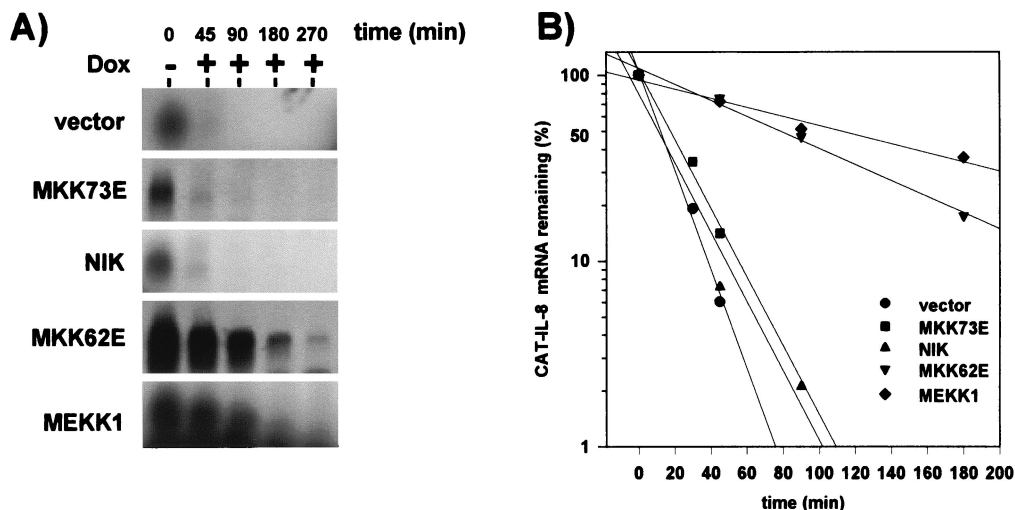 A)
0 45 90 180 270 time (min)
Dox - + + + +
vector
MKK73E
NIK
MKK62E
MEKK1
B)
CAT-IL-8 mRNA remaining (%)
100
50
10
5
1
vector
MKK73E
NIK
MKK62E
MEKK1
0 20 40 60 80 100 120 140 160 180 200
time (min)